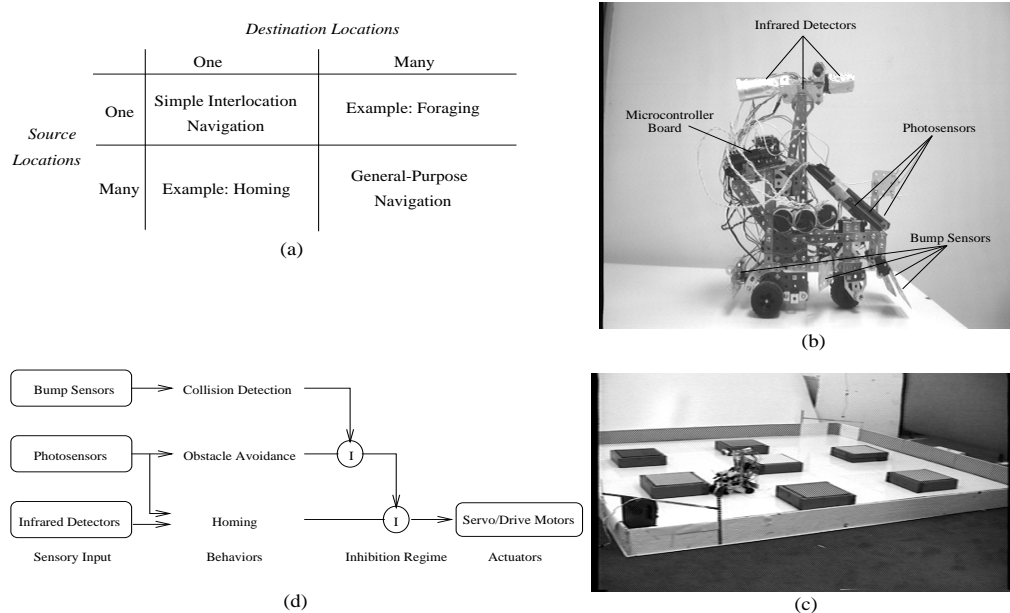 Destination Locations
One
Many
Source
Locations
One
Simple Interlocation
Navigation
Example: Foraging
Many
Example: Homing
General-Purpose
Navigation
(a)
Infrared Detectors
Microcontroller
Board
Photosensors
Bump Sensors
(b)
Bump Sensors
Collision Detection
Photosensors
Obstacle Avoidance
I
Infrared Detectors
Homing
I
Servo/Drive Motors
Sensory Input
Behaviors
Inhibition Regime
Actuators
(d)
(c)